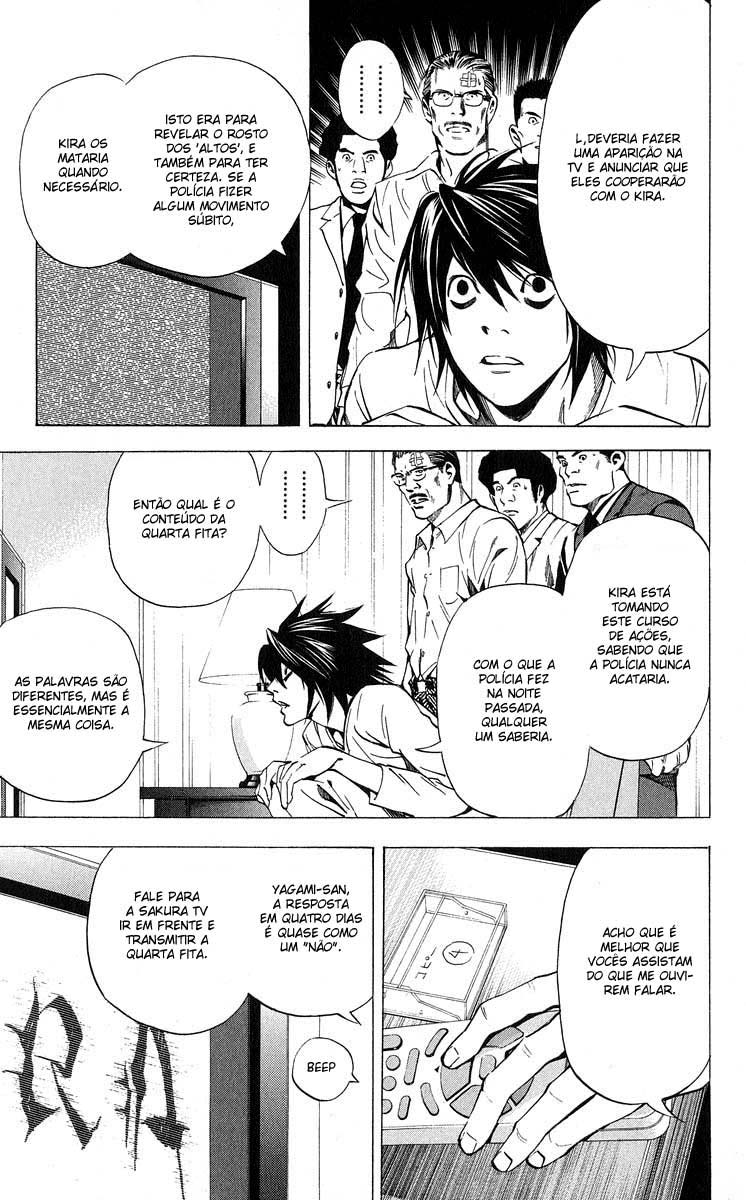 L,DEVERIA FAZER
UMA APARIÇÃO NA
TV E ANUNCIAR QUE
ELES COOPERARÃO
COM O KIRA.
ISTO ERA PARA
REVELAR O ROSTO
DOS 'ALTOS', E
TAMBÉM PARA TER
CERTEZA. SE A
POLÍCIA FIZER
ALGUM MOVIMENTO
SÚBITO,
KIRA OS
MATARIA
QUANDO
NECESSÁRIO.
KIRA ESTÁ
TOMANDO
ESTE CURSO
DE AÇÕES,
SABENDO QUE
A POLÍCIA NUNCA
ACATARIA.
COM O QUE A
POLÍCIA FEZ
NA NOITE
PASSADA,
QUALQUER
UM SABERIA.
ENTÃO QUAL É O
CONTEÚDO DA
QUARTA FITA?
AS PALAVRAS SÃO
DIFERENTES, MAS É
ESSENCIALMENTE A
MESMA COISA.
ACHO QUE É
MELHOR QUE
VOCÊS ASSISTAM
DO QUE ME OUVI-
REM FALAR.
コピー ④
YAGAMI-SAN,
A RESPOSTA
EM QUATRO DIAS
É QUASE COMO
UM "NÃO".
FALE PARA
A SAKURA TV
IR EM FRENTE E
TRANSMITIR A
QUARTA FITA.
BEEP
RA